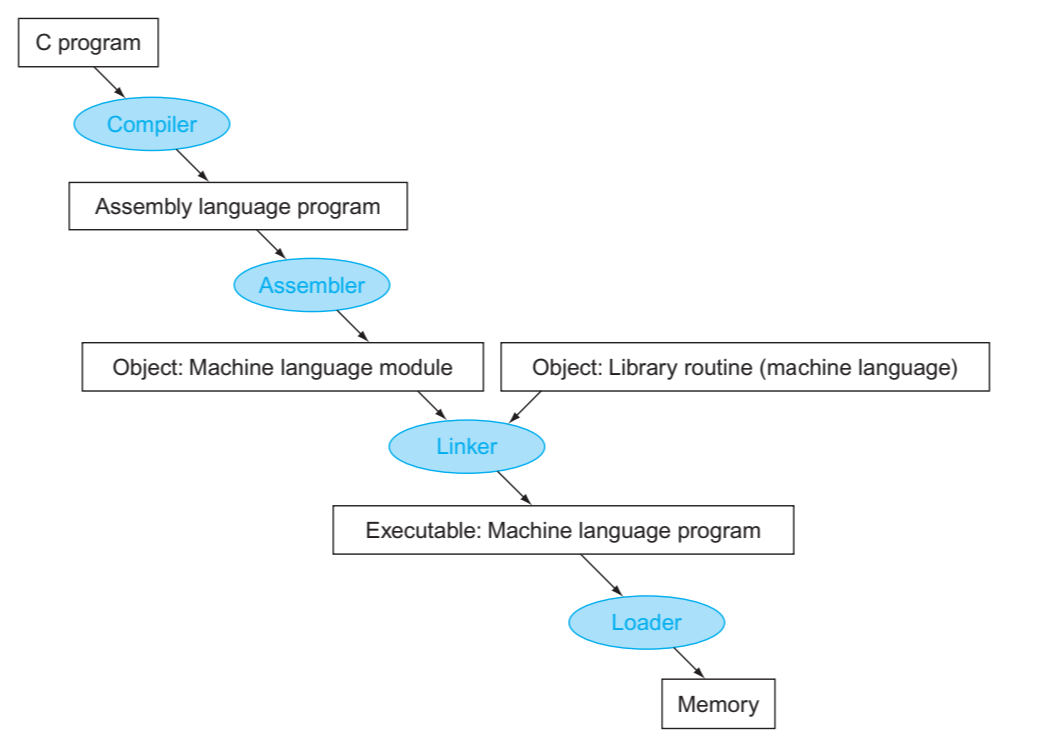 C program
Compiler
Assembly language program
Assembler
Object: Machine language module
Object: Library routine (machine language)
Linker
Executable: Machine language program
Loader
Memory